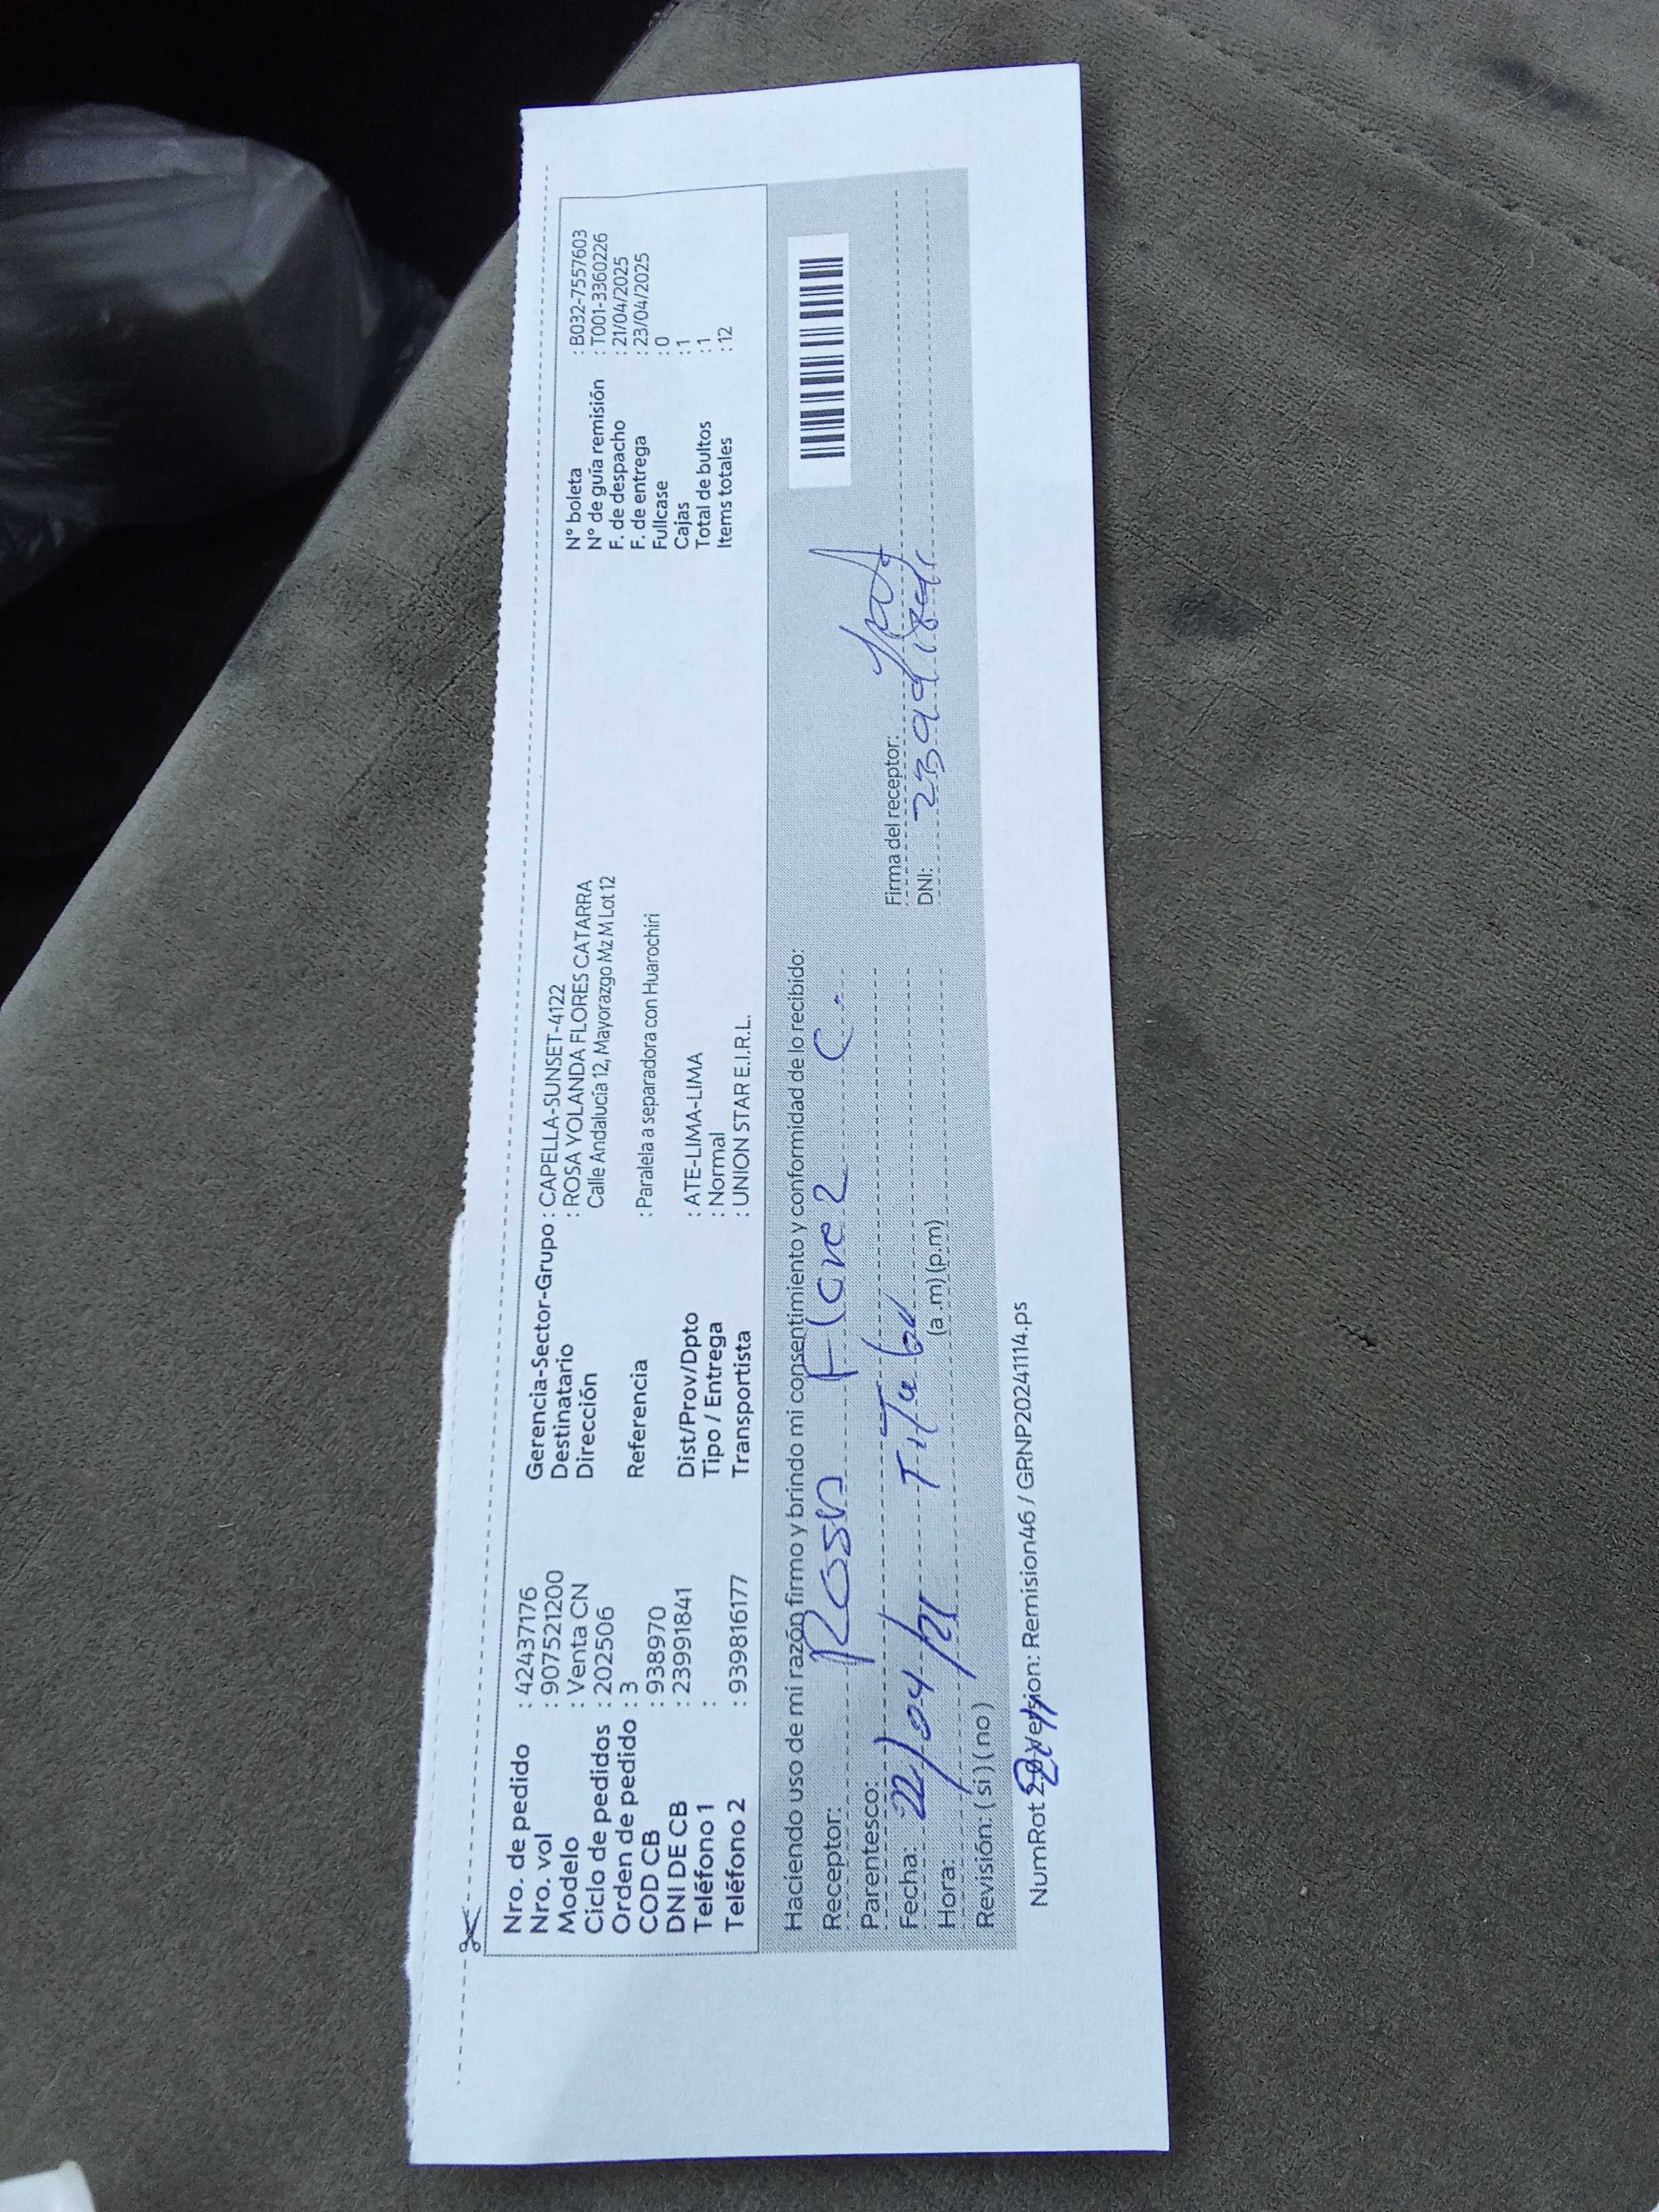 Nro. de pedido : 42437176
Nro. vol : 907521200
Modelo : Venta CN
Ciclo de pedidos : 202506
Orden de pedido : 3
COD CB : 938970
DNI DE CB : 23991841
Teléfono 1 :
Teléfono 2 : 939816177
Gerencia-Sector-Grupo : CAPELLA-SUNSET-4122
Destinatario : ROSA YOLANDA FLORES CATARRA
Dirección Calle Andalucía 12, Mayorazgo Mz M Lot 12
Referencia : Paralela a separadora con Huarochiri
Dist/Prov/Dpto : ATE-LIMA-LIMA
Tipo / Entrega : Normal
Transportista : UNION STAR E.I.R.L.
N° boleta : B032-7557603
N° de guía remisión : T001-3360226
F. de despacho : 21/04/2025
F. de entrega : 23/04/2025
Fullcase : 0
Cajas : 1
Total de bultos : 1
Items totales : 12
Haciendo uso de mi razón firmo y brindo mi consentimiento y conformidad de lo recibido:
Receptor: Rosa Florez C.
Parentesco:
Fecha: 22/04/25
Hora: (a .m) (p.m)
Revisión: ( si ) ( no )
Firma del receptor:
DNI: 23991841
NumRot Version: Remision46 / GRNP20241114.ps